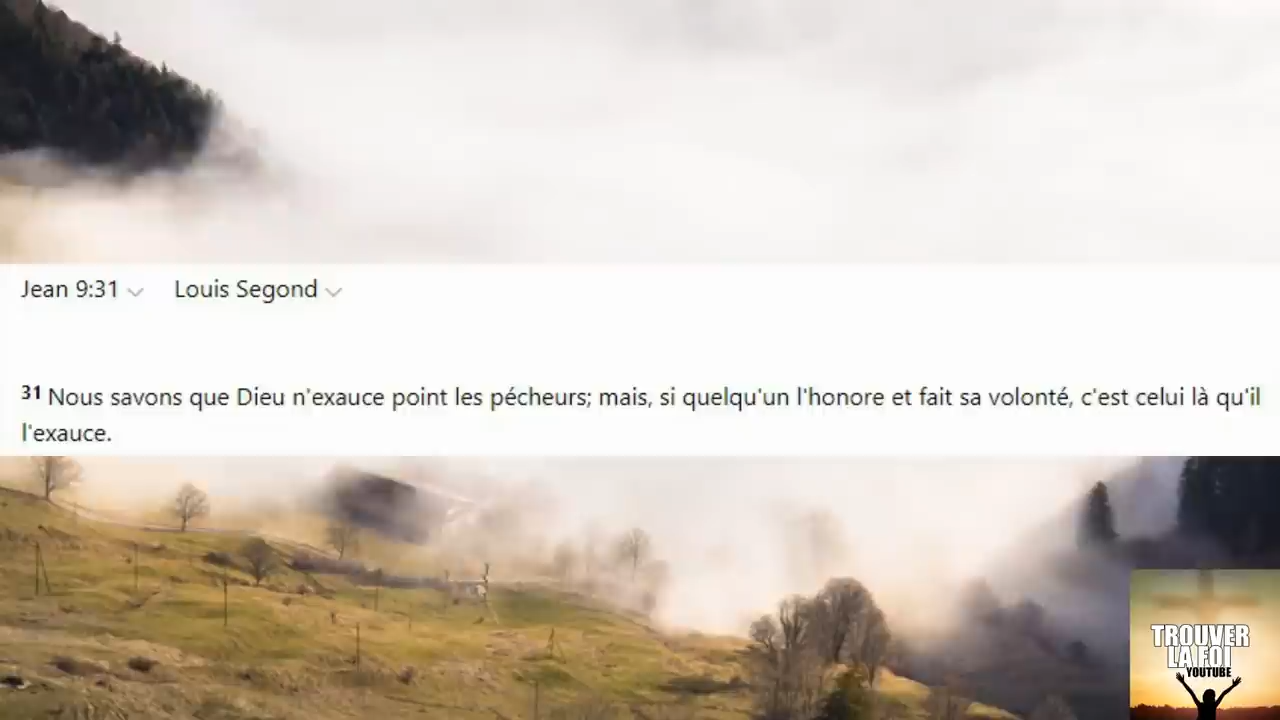 Jean 9:31 Louis Segond
31 Nous savons que Dieu n'exauce point les pécheurs; mais, si quelqu'un l'honore et fait sa volonté, c'est celui là qu'il
l'exauce.
TROUVER
LA FOI
YOUTUBE